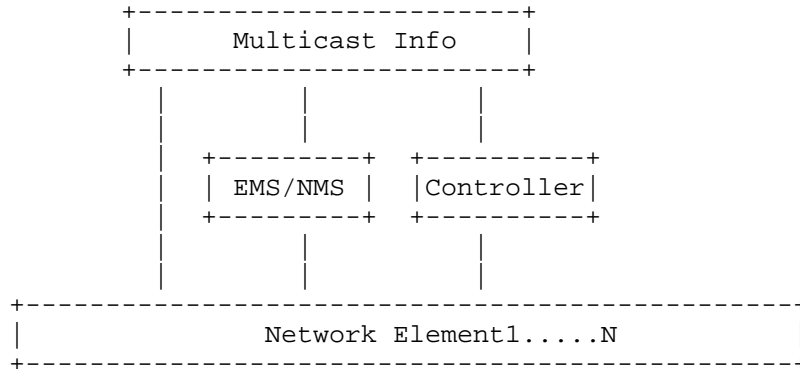 Multicast Info
EMS/NMS Controller
Network Element1.....N